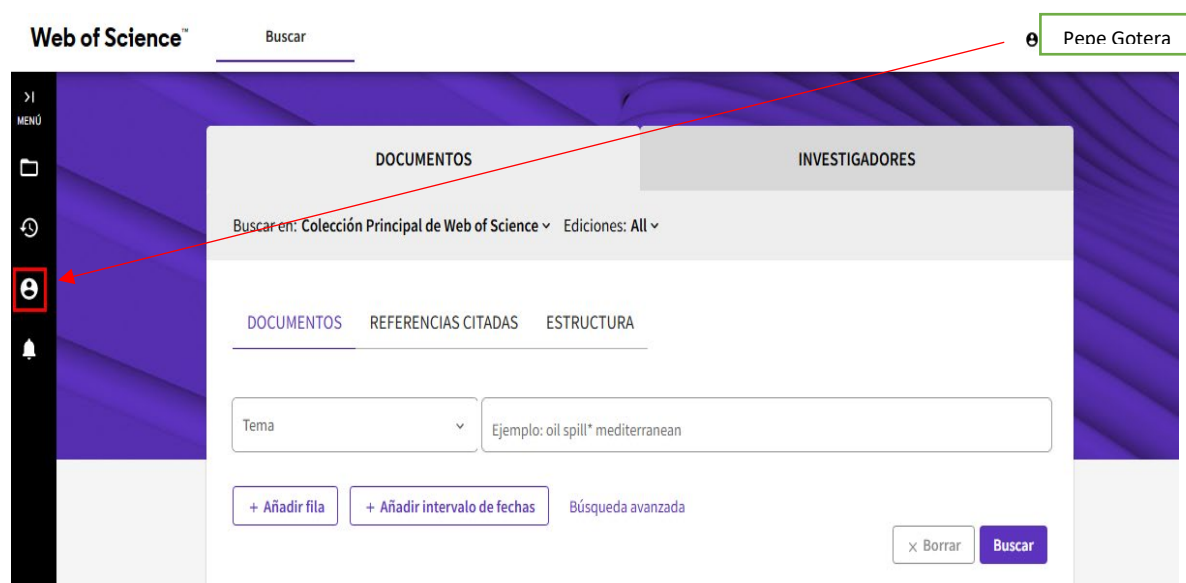 Web of Science™ Buscar Pepe Gotera
MENÚ
DOCUMENTOS INVESTIGADORES
Buscar en: Colección Principal de Web of Science Ediciones: All
DOCUMENTOS REFERENCIAS CITADAS ESTRUCTURA
Tema Ejemplo: oil spill* mediterranean
+ Añadir fila + Añadir intervalo de fechas Búsqueda avanzada
× Borrar Buscar